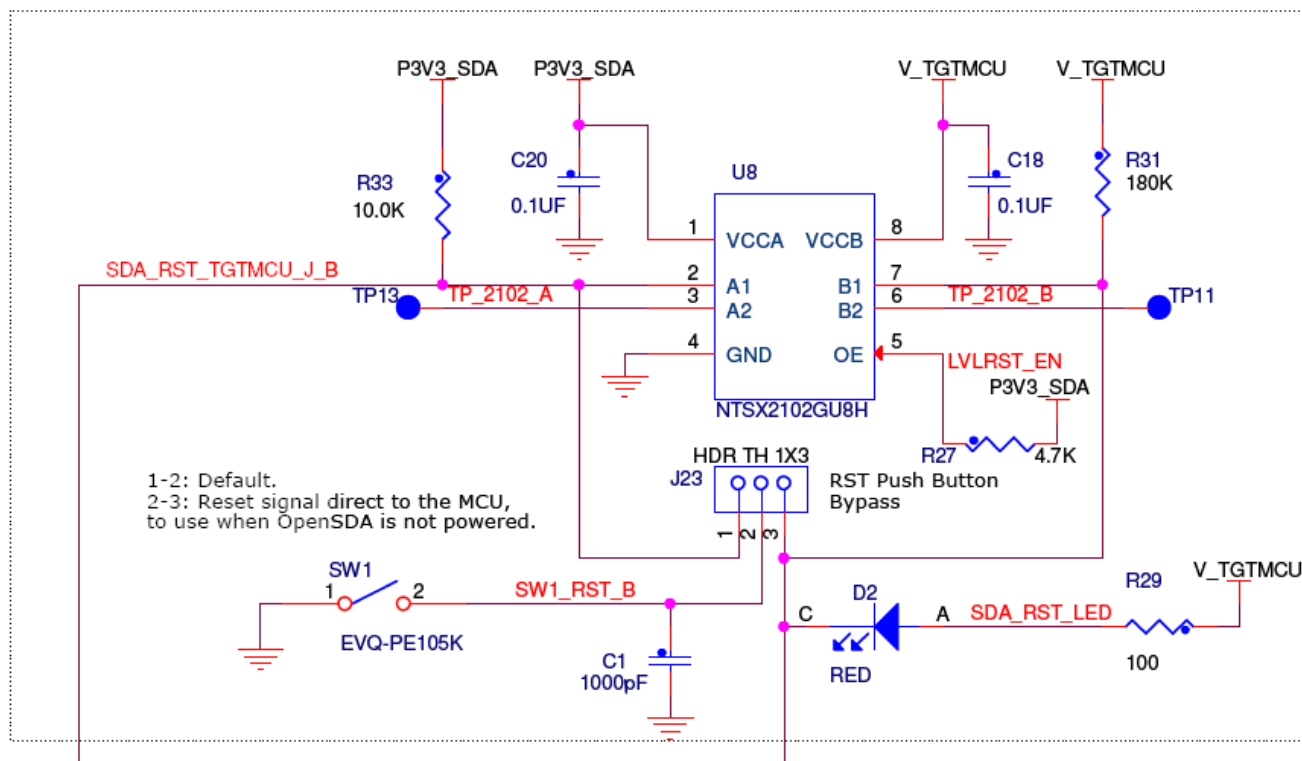 P3V3_SDA
P3V3_SDA
V_TGTMCU
V_TGTMCU
C20
0.1UF
R33
10.0K
U8
C18
0.1UF
R31
180K
1
VCCA
VCCB
8
SDA_RST_TGTMCU_J_B
2
A1
B1
7
TP13
TP_2102_A
3
A2
B2
6
TP_2102_B
TP11
4
GND
OE
5
LVLRST_EN
P3V3_SDA
NTSX2102GU8H
R27
4.7K
HDR TH 1X3
J23
RST Push Button
Bypass
1-2: Default.
2-3: Reset signal direct to the MCU,
to use when OpenSDA is not powered.
1
2
3
SW1
1
2
SW1_RST_B
EVQ-PE105K
C1
1000pF
D2
C
A
RED
SDA_RST_LED
R29
V_TGTMCU
100